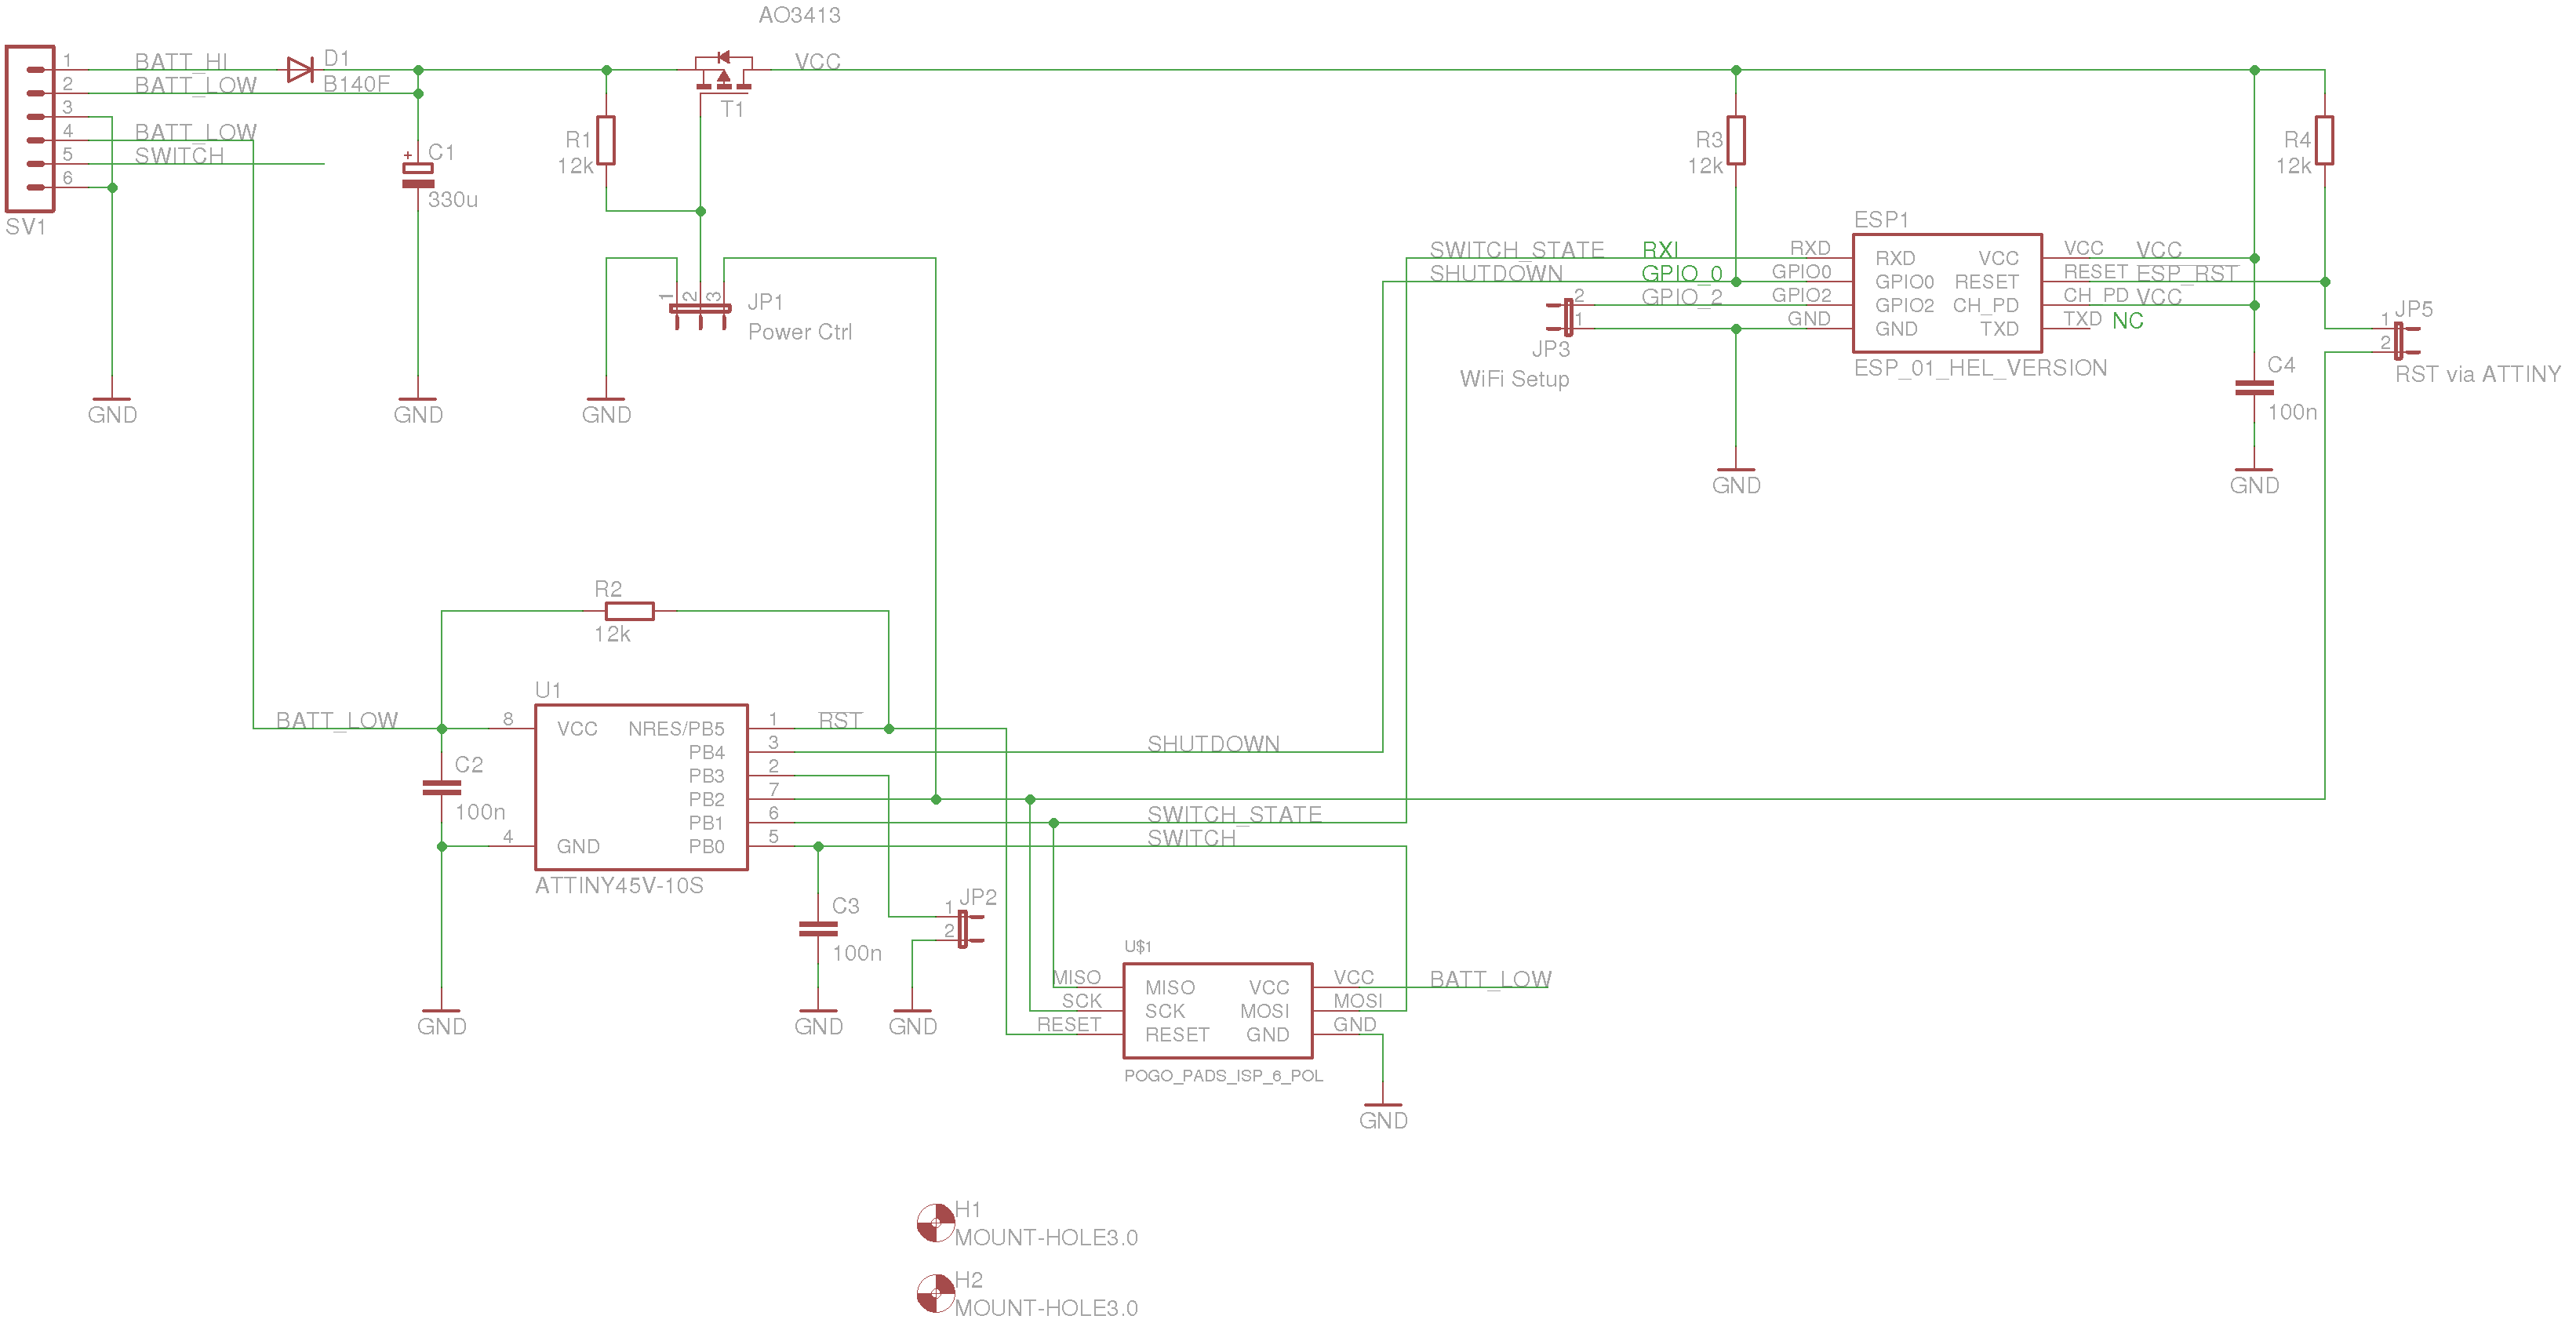 AO3413
1
BATT_HI
D1
B140F
VCC
2
BATT_LOW
T1
3
4
BATT_LOW
5
SWITCH
6
SV1
C1
+
330u
R1
12k
R3
12k
R4
12k
1
2
3
JP1
Power Ctrl
GND
GND
GND
ESP1
SWITCH_STATE
RXI
RXD
RXD
VCC
VCC
VCC
SHUTDOWN
GPIO_0
GPIO0
GPIO0
RESET
RESET
ESP_RST
2
GPIO_2
GPIO2
GPIO2
CH_PD
CH_PD
VCC
1
GND
GND
TXD
TXD
NC
JP3
WiFi Setup
ESP_01_HEL_VERSION
JP5
1
2
RST via ATTINY
C4
100n
GND
GND
R2
12k
U1
BATT_LOW
8
VCC
NRES/PB5
1
RST
PB4
3
SHUTDOWN
PB3
2
PB2
7
PB1
6
SWITCH_STATE
4
GND
PB0
5
SWITCH
C2
100n
ATTINY45V-10S
C3
100n
JP2
1
2
GND
GND
GND
U$1
MISO
MISO
VCC
VCC
BATT_LOW
SCK
SCK
MOSI
MOSI
RESET
RESET
GND
GND
POGO_PADS_ISP_6_POL
GND
H1
MOUNT-HOLE3.0
H2
MOUNT-HOLE3.0